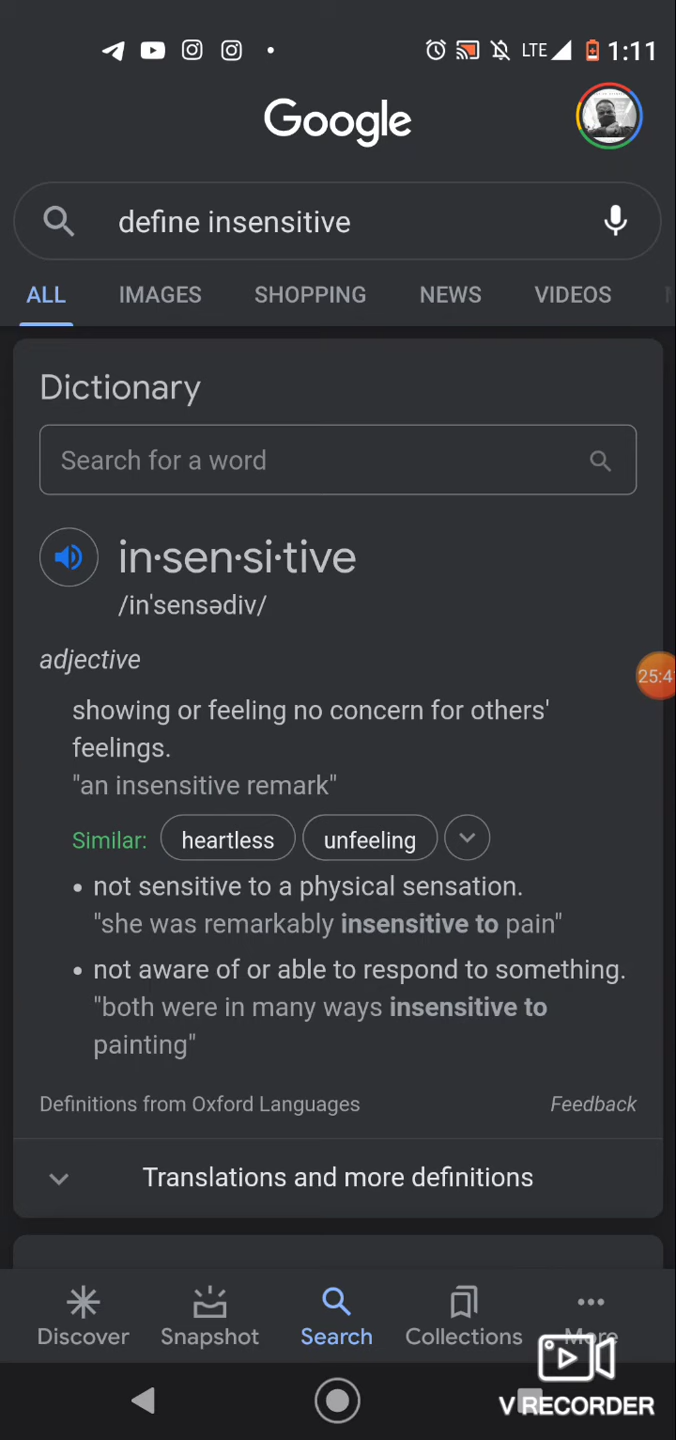 LTE 1:11
Google
define insensitive
ALL IMAGES SHOPPING NEWS VIDEOS
Dictionary
Search for a word
in·sen·si·tive
/inˈsensədiv/
adjective
25:4
showing or feeling no concern for others'
feelings.
"an insensitive remark"
Similar: heartless unfeeling
• not sensitive to a physical sensation.
"she was remarkably insensitive to pain"
• not aware of or able to respond to something.
"both were in many ways insensitive to
painting"
Definitions from Oxford Languages Feedback
Translations and more definitions
Discover Snapshot Search Collections More
V RECORDER